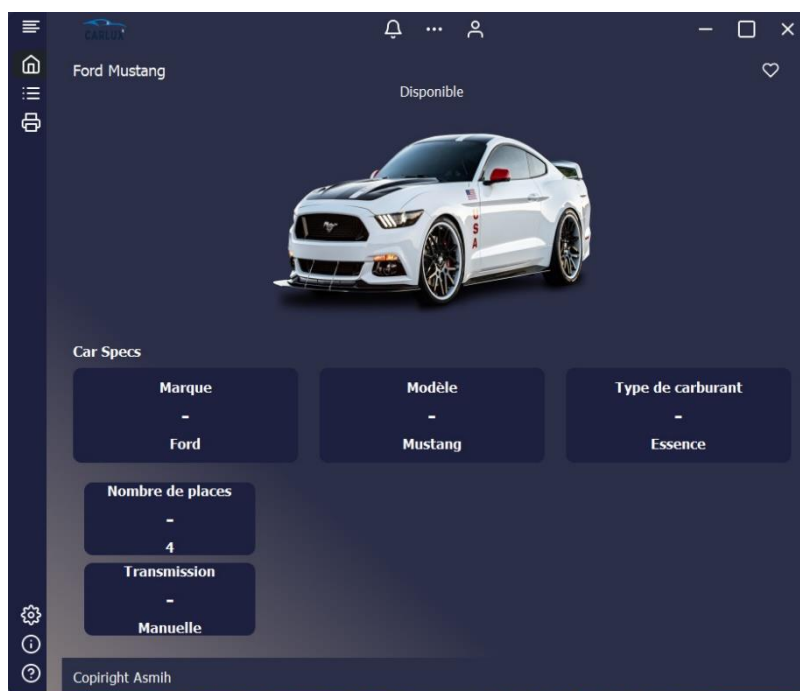 CARLUX
Ford Mustang
Disponible
U
S
A
Car Specs
Marque
-
Ford
Modèle
-
Mustang
Type de carburant
-
Essence
Nombre de places
-
4
Transmission
-
Manuelle
Copiright Asmih